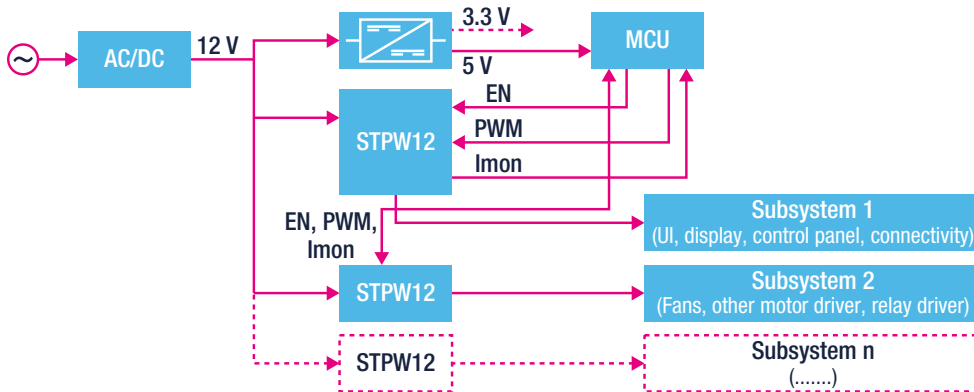 3.3 V
12 V
AC/DC
MCU
5 V
EN
PWM
STPW12
Imon
EN, PWM,
Imon
Subsystem 1
(UI, display, control panel, connectivity)
STPW12
Subsystem 2
(Fans, other motor driver, relay driver)
STPW12
Subsystem n
(.......)